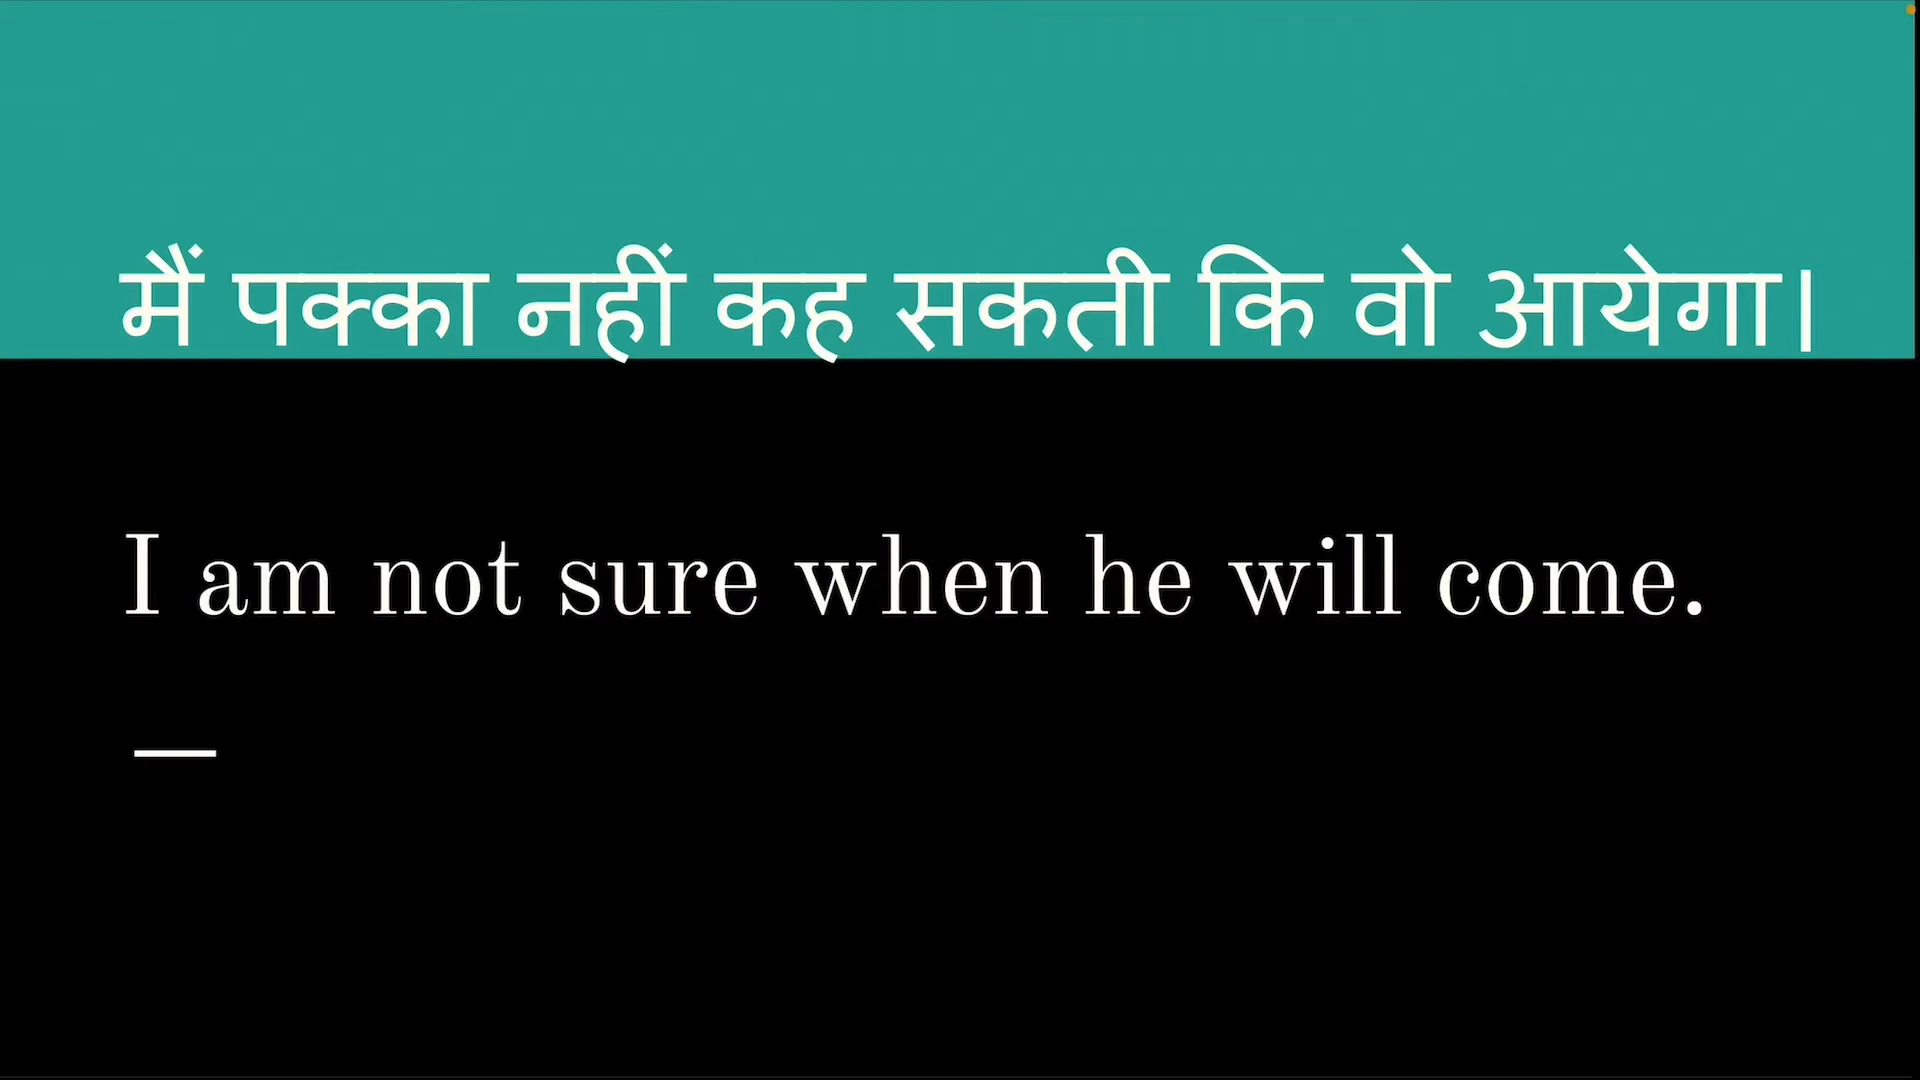 मैं पक्का नहीं कह सकती कि वो आयेगा।
I am not sure when he will come.